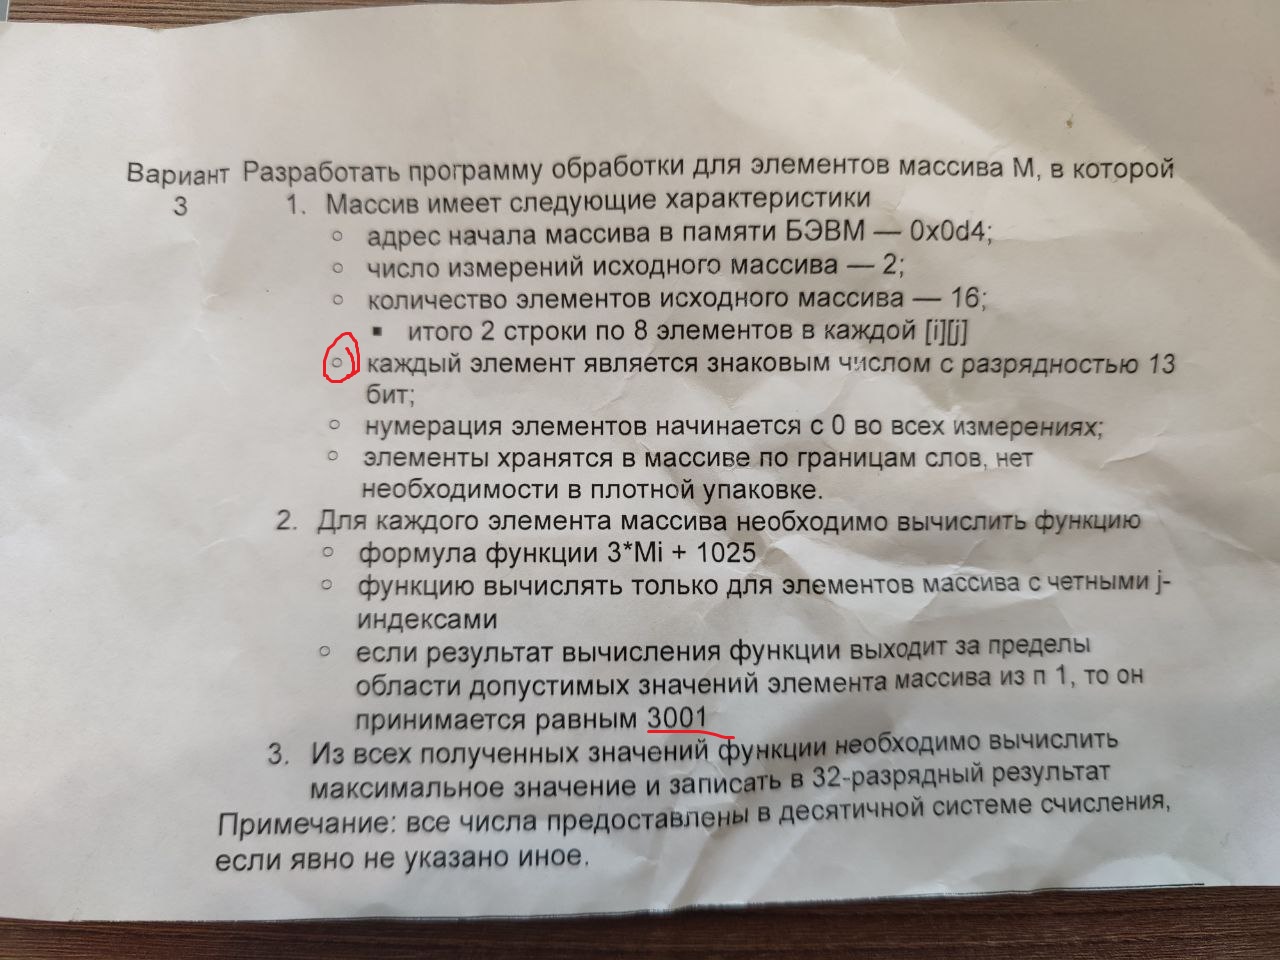 Вариант Разработать программу обработки для элементов массива М, в которой
3 1. Массив имеет следующие характеристики
○ адрес начала массива в памяти БЭВМ — 0x0d4;
○ число измерений исходного массива — 2;
○ количество элементов исходного массива — 16;
▪ итого 2 строки по 8 элементов в каждой [i][j]
○ каждый элемент является знаковым числом с разрядностью 13
бит;
○ нумерация элементов начинается с 0 во всех измерениях;
○ элементы хранятся в массиве по границам слов, нет
необходимости в плотной упаковке.
2. Для каждого элемента массива необходимо вычислить функцию
○ формула функции 3*Mi + 1025
○ функцию вычислять только для элементов массива с четными j-
индексами
○ если результат вычисления функции выходит за пределы
области допустимых значений элемента массива из п 1, то он
принимается равным 3001
3. Из всех полученных значений функции необходимо вычислить
максимальное значение и записать в 32-разрядный результат
Примечание: все числа предоставлены в десятичной системе счисления,
если явно не указано иное.